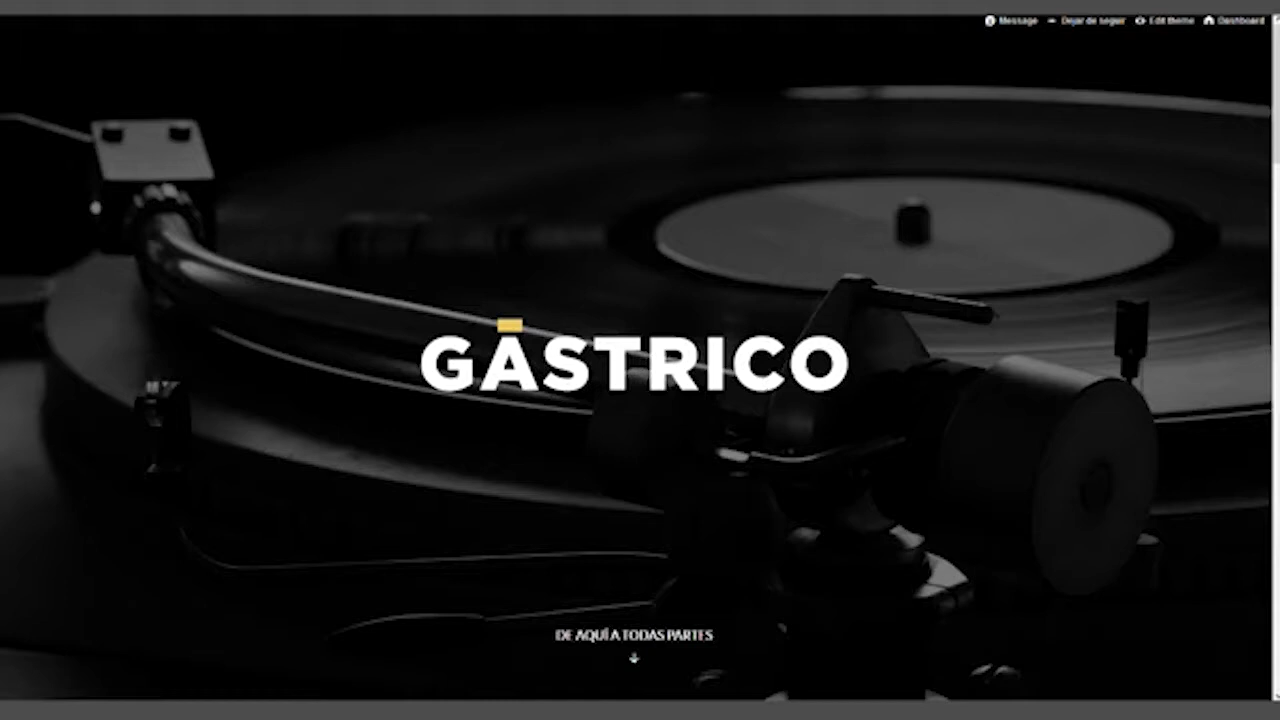 Message Dejar de seguir Edit theme Dashboard
GÁSTRICO
DE AQUÍ A TODAS PARTES